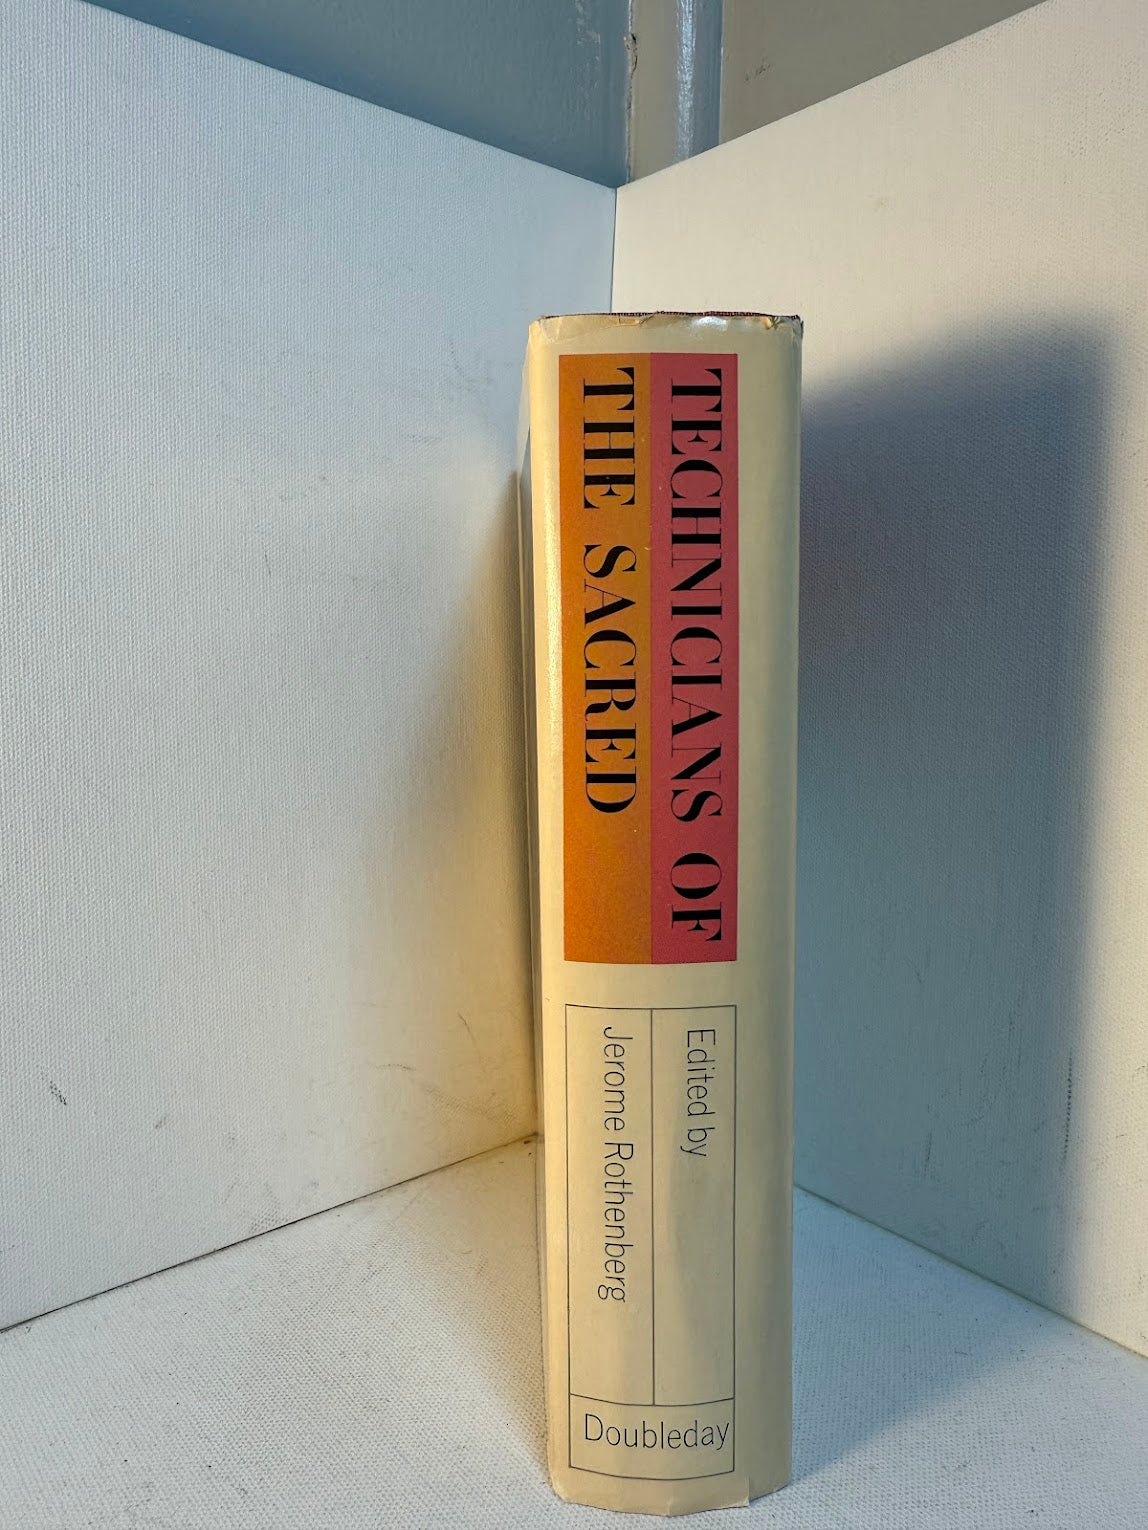 TECHNICIANS OF
THE SACRED
Edited by
Jerome Rothenberg
Doubleday